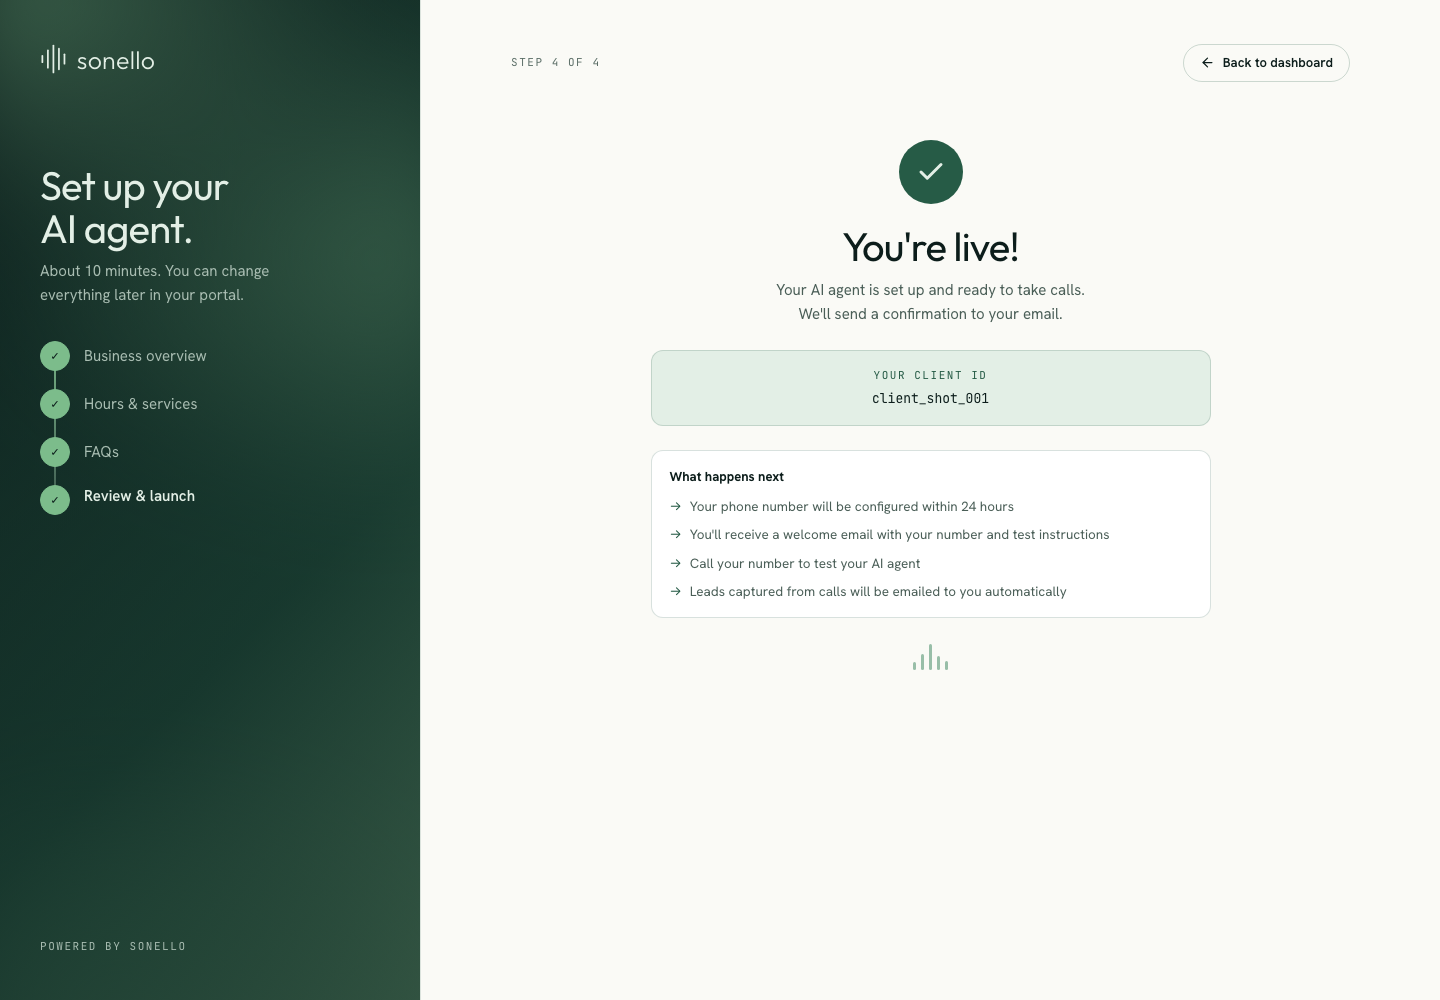 sonello
Set up your
AI agent.
About 10 minutes. You can change
everything later in your portal.
Business overview
Hours & services
FAQs
Review & launch
POWERED BY SONELLO
STEP 4 OF 4
Back to dashboard
You're live!
Your AI agent is set up and ready to take calls.
We'll send a confirmation to your email.
YOUR CLIENT ID
client_shot_001
What happens next
→ Your phone number will be configured within 24 hours
→ You'll receive a welcome email with your number and test instructions
→ Call your number to test your AI agent
→ Leads captured from calls will be emailed to you automatically